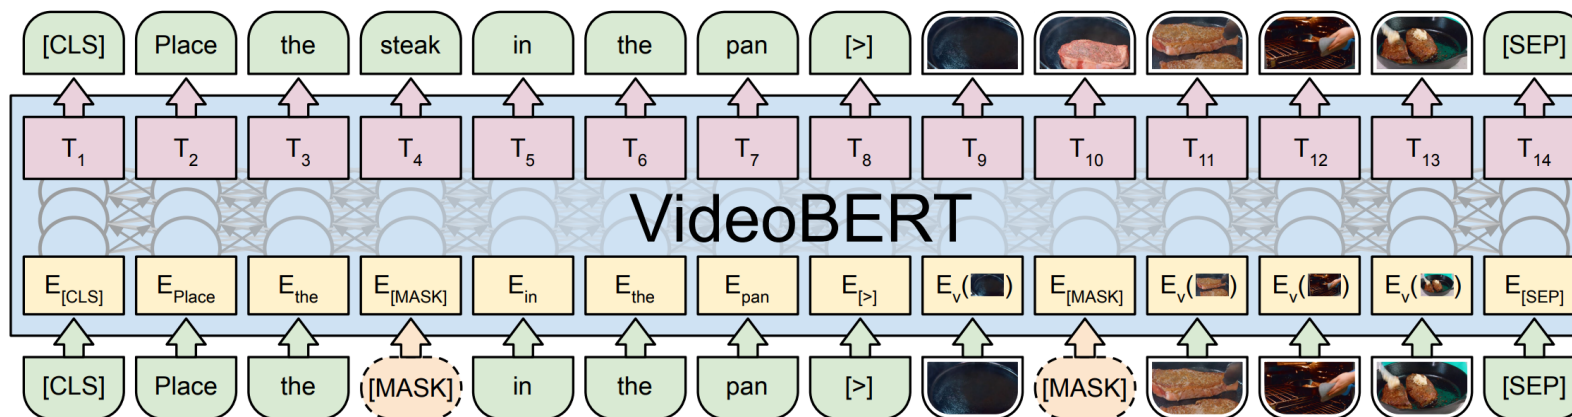 [CLS] Place the steak in the pan [>] [SEP]
T1 T2 T3 T4 T5 T6 T7 T8 T9 T10 T11 T12 T13 T14
VideoBERT
E[CLS] EPlace Ethe E[MASK] Ein Ethe Epan E[>] Ev( ) E[MASK] Ev( ) Ev( ) Ev( ) E[SEP]
[CLS] Place the [MASK] in the pan [>] [MASK] [SEP]